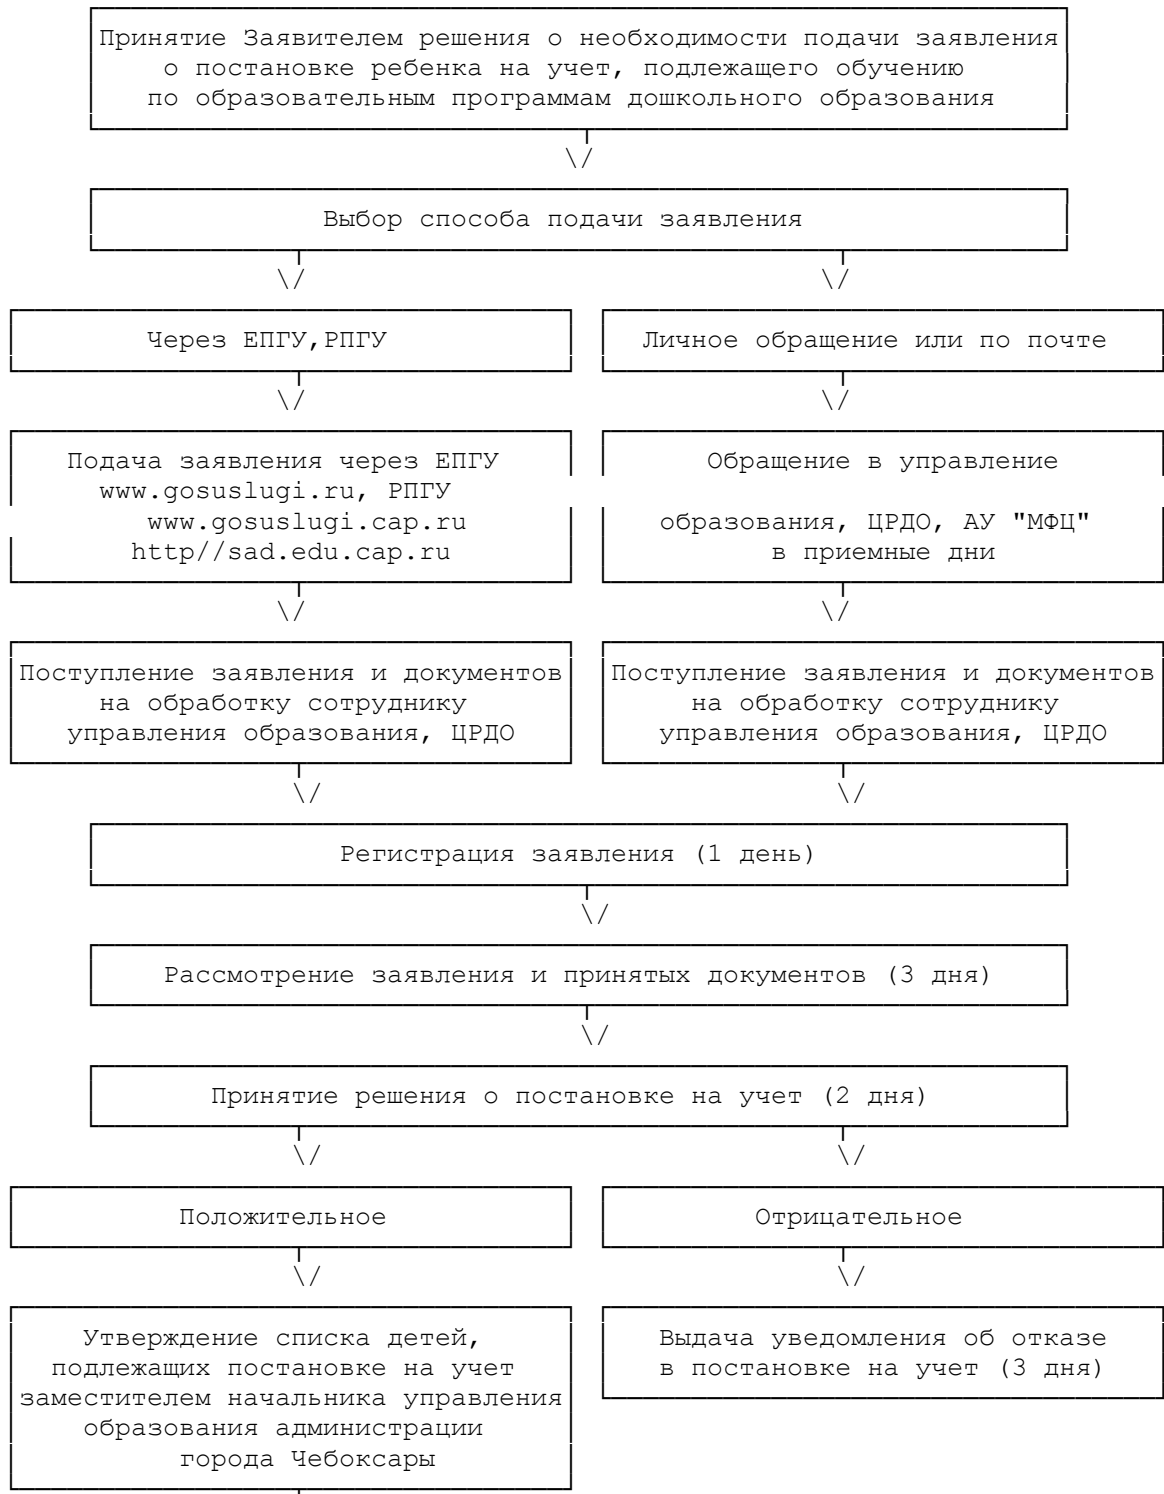 Принятие Заявителем решения о необходимости подачи заявления
о постановке ребенка на учет, подлежащего обучению
по образовательным программам дошкольного образования
Выбор способа подачи заявления
Через ЕПГУ,РПГУ
Личное обращение или по почте
Подача заявления через ЕПГУ
www.gosuslugi.ru, РПГУ
www.gosuslugi.cap.ru
http//sad.edu.cap.ru
Обращение в управление
образования, ЦРДО, АУ "МФЦ"
в приемные дни
Поступление заявления и документов
на обработку сотруднику
управления образования, ЦРДО
Поступление заявления и документов
на обработку сотруднику
управления образования, ЦРДО
Регистрация заявления (1 день)
Рассмотрение заявления и принятых документов (3 дня)
Принятие решения о постановке на учет (2 дня)
Положительное
Отрицательное
Утверждение списка детей,
подлежащих постановке на учет
заместителем начальника управления
образования администрации
города Чебоксары
Выдача уведомления об отказе
в постановке на учет (3 дня)